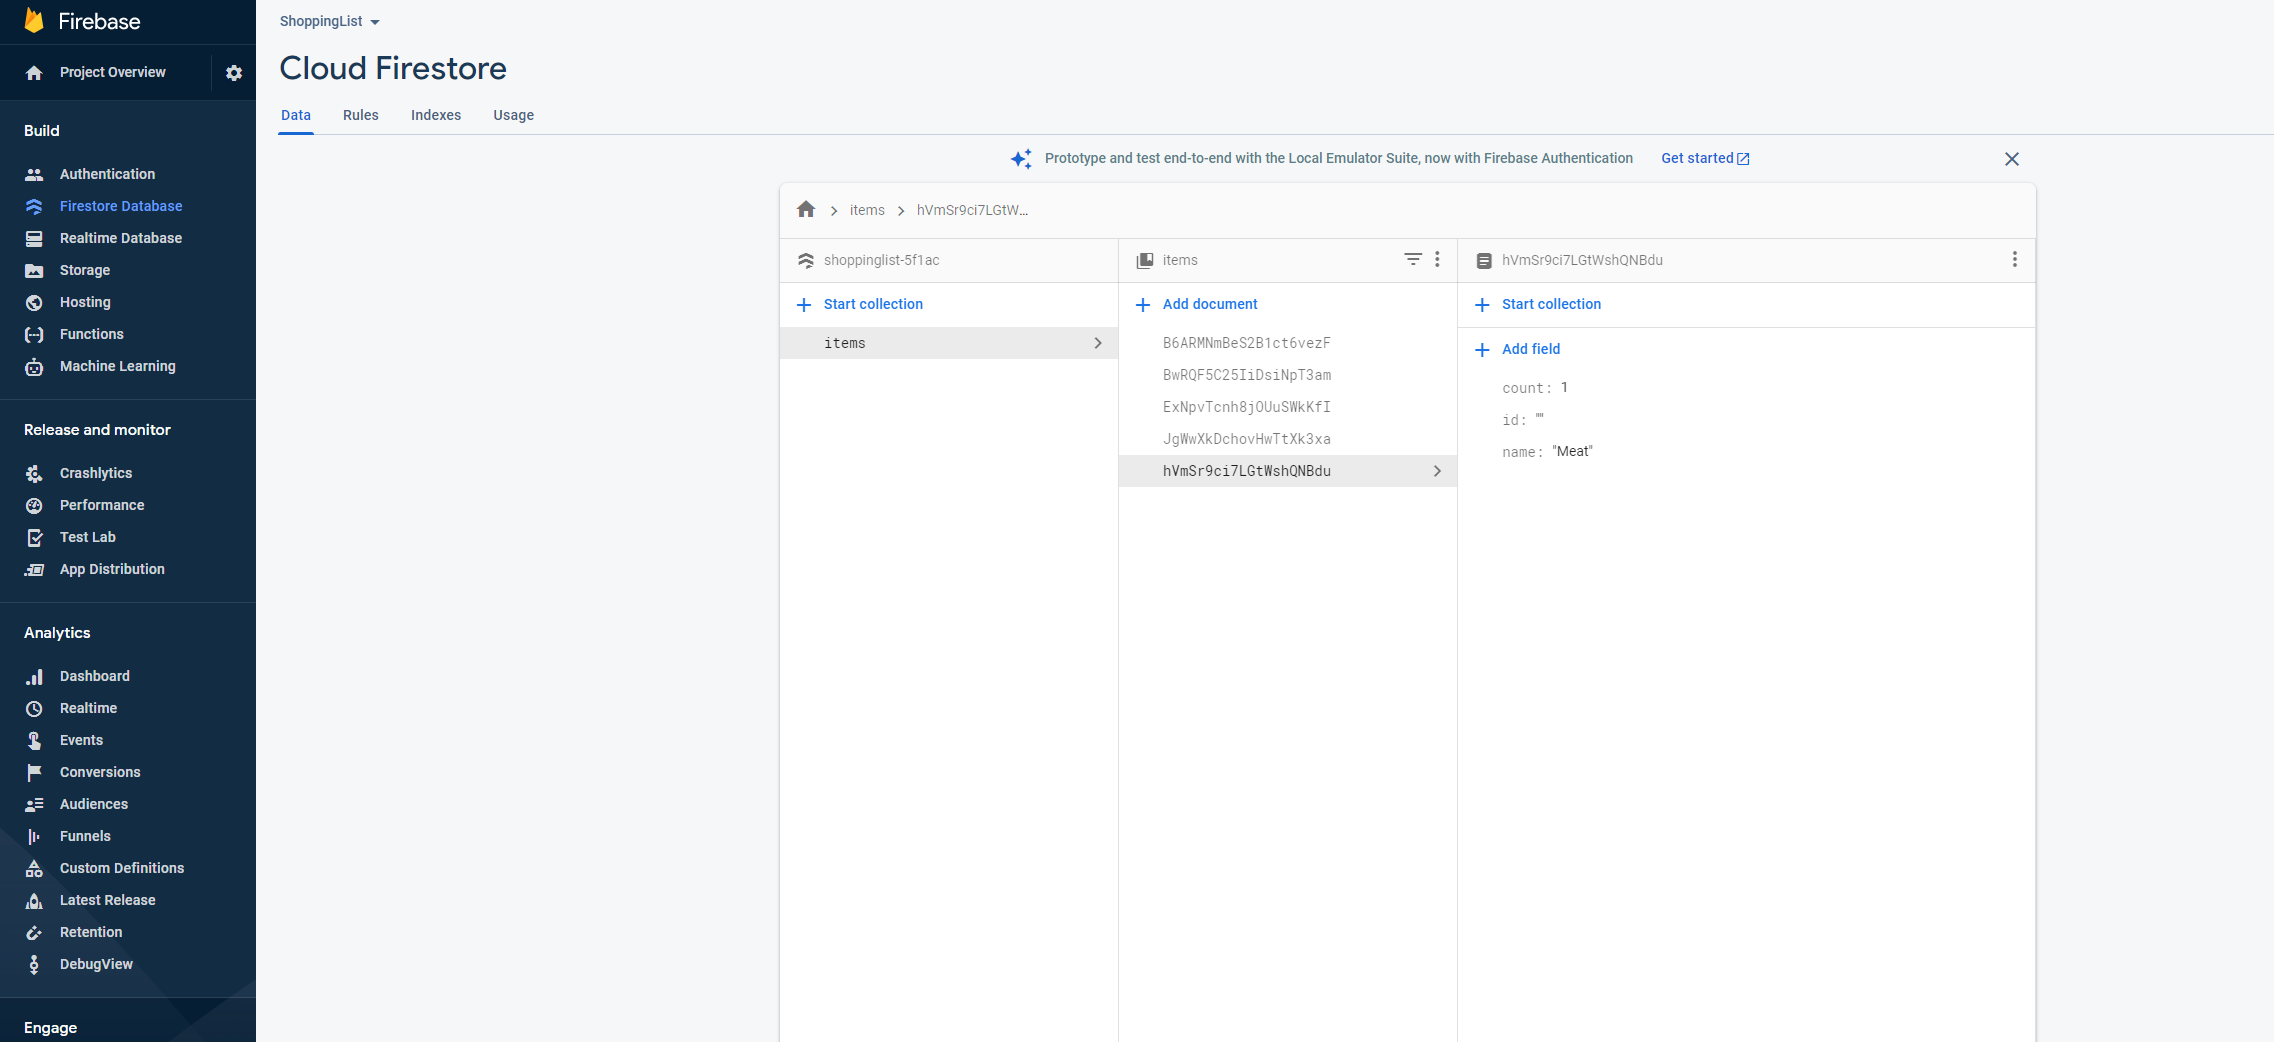 Firebase
Project Overview
Build
Authentication
Firestore Database
Realtime Database
Storage
Hosting
Functions
Machine Learning
Release and monitor
Crashlytics
Performance
Test Lab
App Distribution
Analytics
Dashboard
Realtime
Events
Conversions
Audiences
Funnels
Custom Definitions
Latest Release
Retention
DebugView
Engage
ShoppingList
Cloud Firestore
Data Rules Indexes Usage
Prototype and test end-to-end with the Local Emulator Suite, now with Firebase Authentication Get started
items hVmSr9ci7LGtW...
shoppinglist-5f1ac
Start collection
items
items
Add document
B6ARMNmBeS2B1ct6vezF
BwRQF5C25IiDsiNpT3am
ExNpvTcnh8jOUuSWkKfI
JgWwXkDchovHwTtXk3xa
hVmSr9ci7LGtWshQNBdu
hVmSr9ci7LGtWshQNBdu
Start collection
Add field
count: 1
id: ""
name: "Meat"